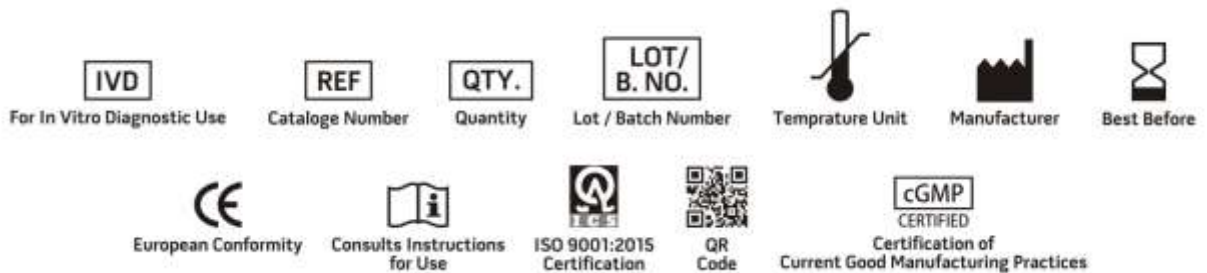 IVD
REF
QTY.
LOT/
B. NO.
For In Vitro Diagnostic Use
Cataloge Number
Quantity
Lot / Batch Number
Temprature Unit
Manufacturer
Best Before
CE
i
ICS
cGMP
CERTIFIED
European Conformity
Consults Instructions
for Use
ISO 9001:2015
Certification
QR
Code
Certification of
Current Good Manufacturing Practices